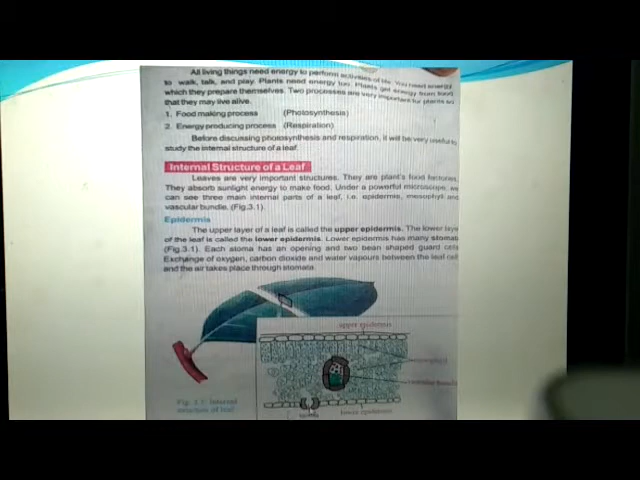 All living things need energy to perform activities of life. You need energy
to walk, talk, and play. Plants need energy too. Plants get energy from food
which they prepare themselves. Two processes are very important for plants so
that they may live alive.
1. Food making process (Photosynthesis)
2. Energy producing process (Respiration)
Before discussing photosynthesis and respiration, it will be very useful to
study the internal structure of a leaf.
Internal Structure of a Leaf
Leaves are very important structures. They are plant's food factories.
They absorb sunlight energy to make food. Under a powerful microscope, we
can see three main internal parts of a leaf, i.e. epidermis, mesophyll and
vascular bundle. (Fig.3.1).
Epidermis
The upper layer of a leaf is called the upper epidermis. The lower laye
of the leaf is called the lower epidermis. Lower epidermis has many stomata
(Fig.3.1). Each stoma has an opening and two bean shaped guard cells
Exchange of oxygen, carbon dioxide and water vapours between the leaf cell
and the air takes place through stomata.
upper epidermis
mesophyll
vascular bundle
Fig. 3.1: Internal
structure of leaf
stoma
lower epidermis